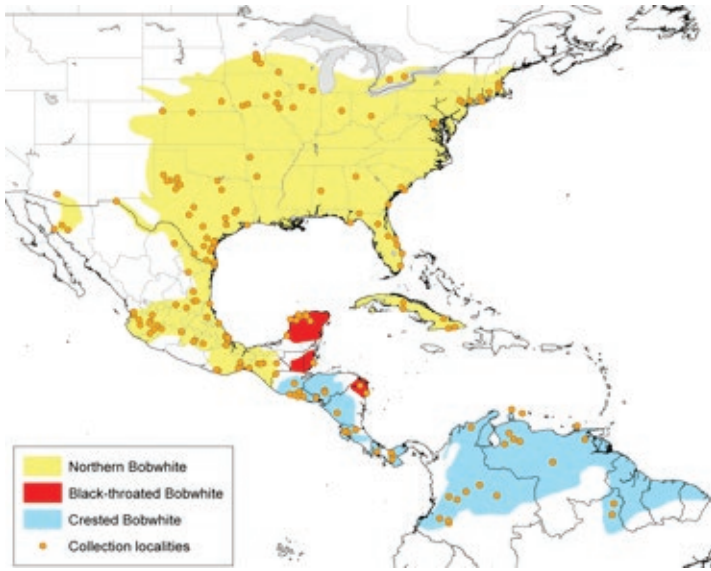 Northern Bobwhite
Black-throated Bobwhite
Crested Bobwhite
Collection localities